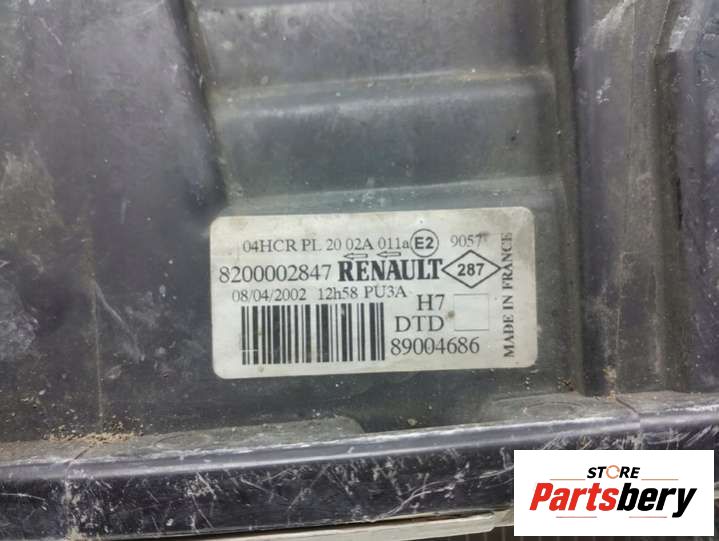 04HCR PL 20 02A 011a E2 9057
8200002847 RENAULT 287
08/04/2002 12h58 PU3A
H7
DTD
89004686
MADE IN FRANCE
STORE
Partsbery